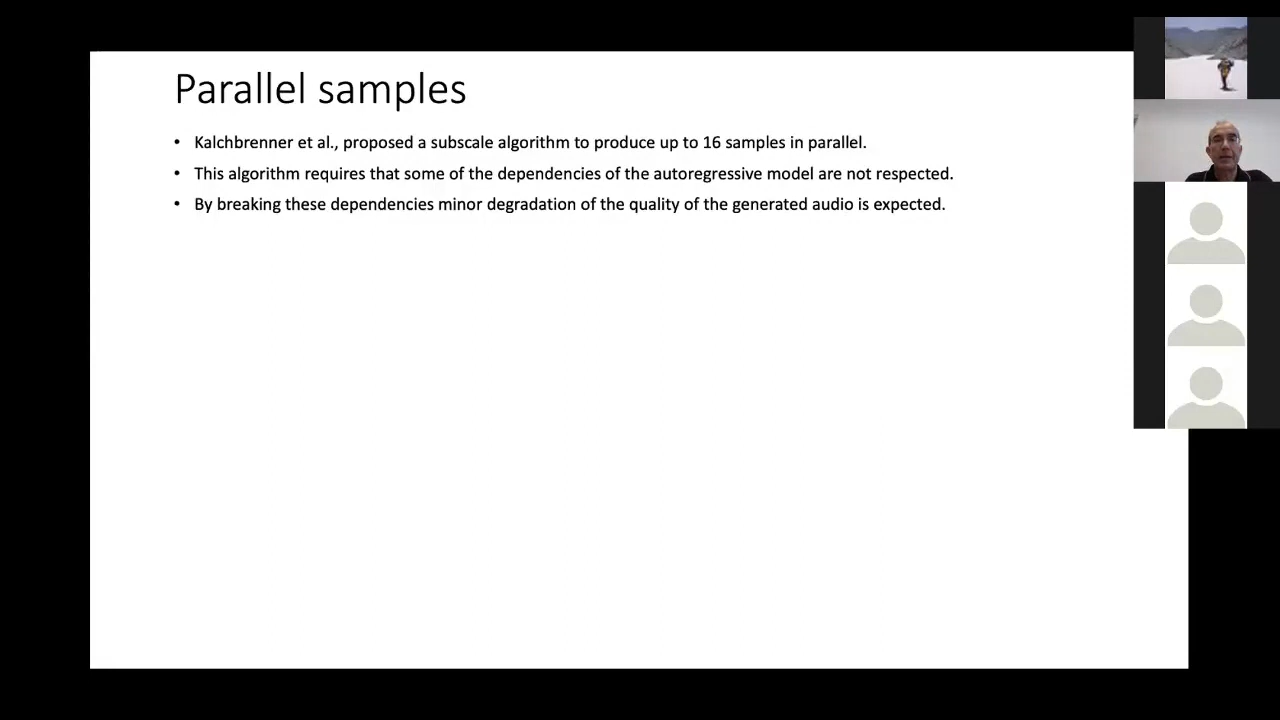 Parallel samples
• Kalchbrenner et al., proposed a subscale algorithm to produce up to 16 samples in parallel.
• This algorithm requires that some of the dependencies of the autoregressive model are not respected.
• By breaking these dependencies minor degradation of the quality of the generated audio is expected.